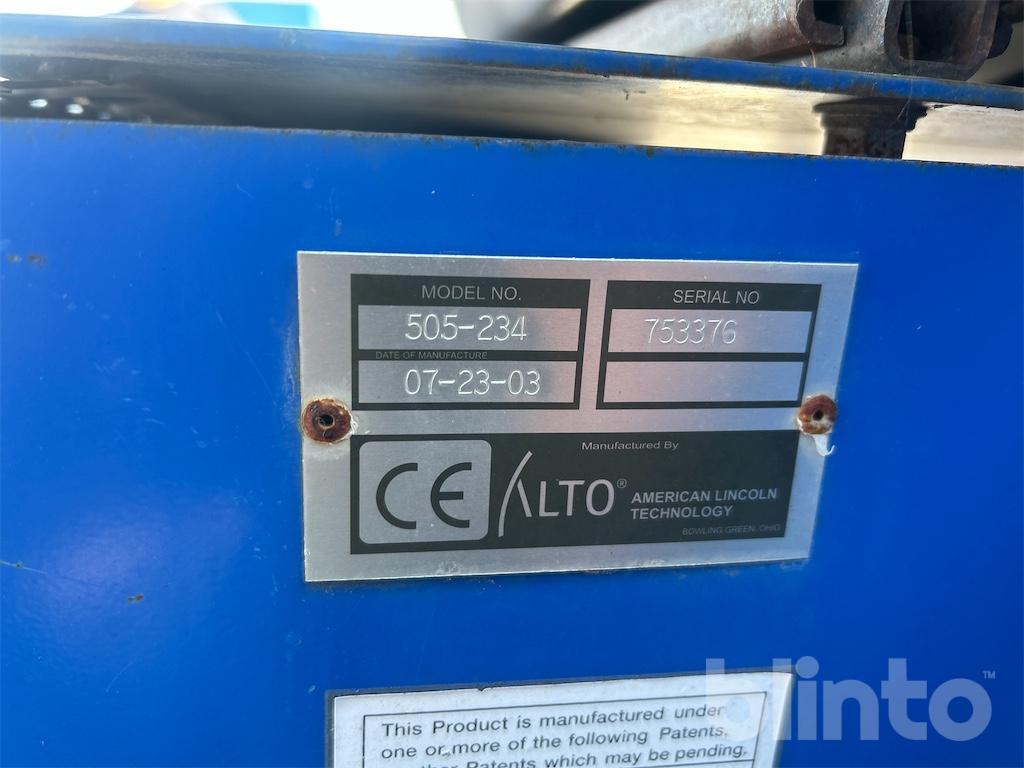 MODEL NO.
505-234
DATE OF MANUFACTURE
07-23-03
SERIAL NO
753376
Manufactured By
CE
ALTO®
AMERICAN LINCOLN
TECHNOLOGY
BOWLING GREEN, OHIO
This Product is manufactured under
one or more of the following Patents,
Patents which may be pending.
blinto™